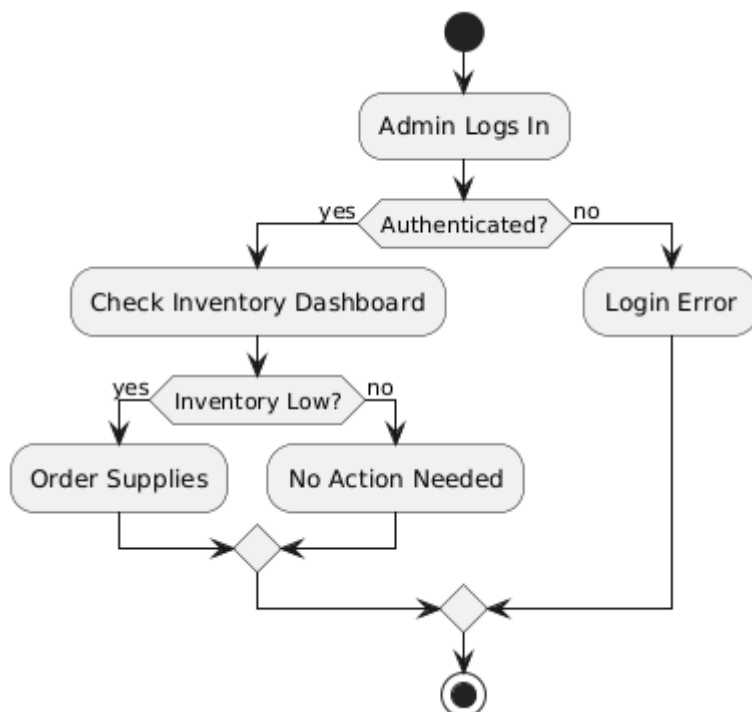 Admin Logs In
yes
Authenticated?
no
Check Inventory Dashboard
Login Error
yes
Inventory Low?
no
Order Supplies
No Action Needed